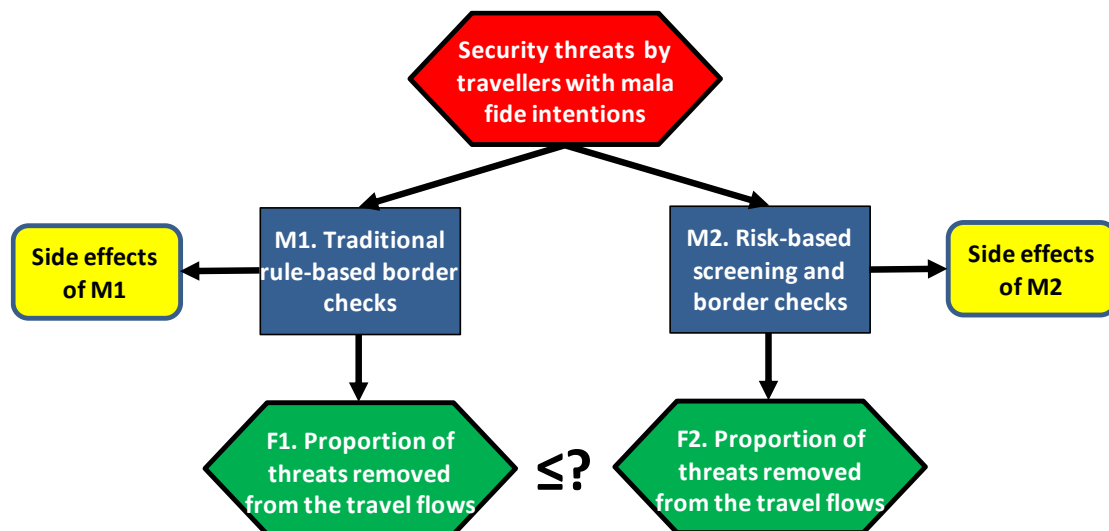 Security threats by
travellers with mala
fide intentions
M1. Traditional
rule-based border
checks
M2. Risk-based
screening and
border checks
Side effects
of M1
Side effects
of M2
F1. Proportion of
threats removed
from the travel flows
≤?
F2. Proportion of
threats removed
from the travel flows